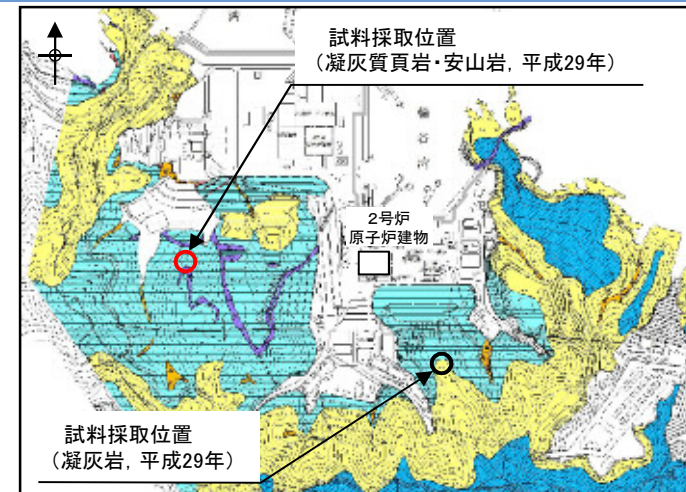 試料採取位置
（凝灰質頁岩・安山岩，平成29年）
2号炉
原子炉建物
試料採取位置
（凝灰岩，平成29年）